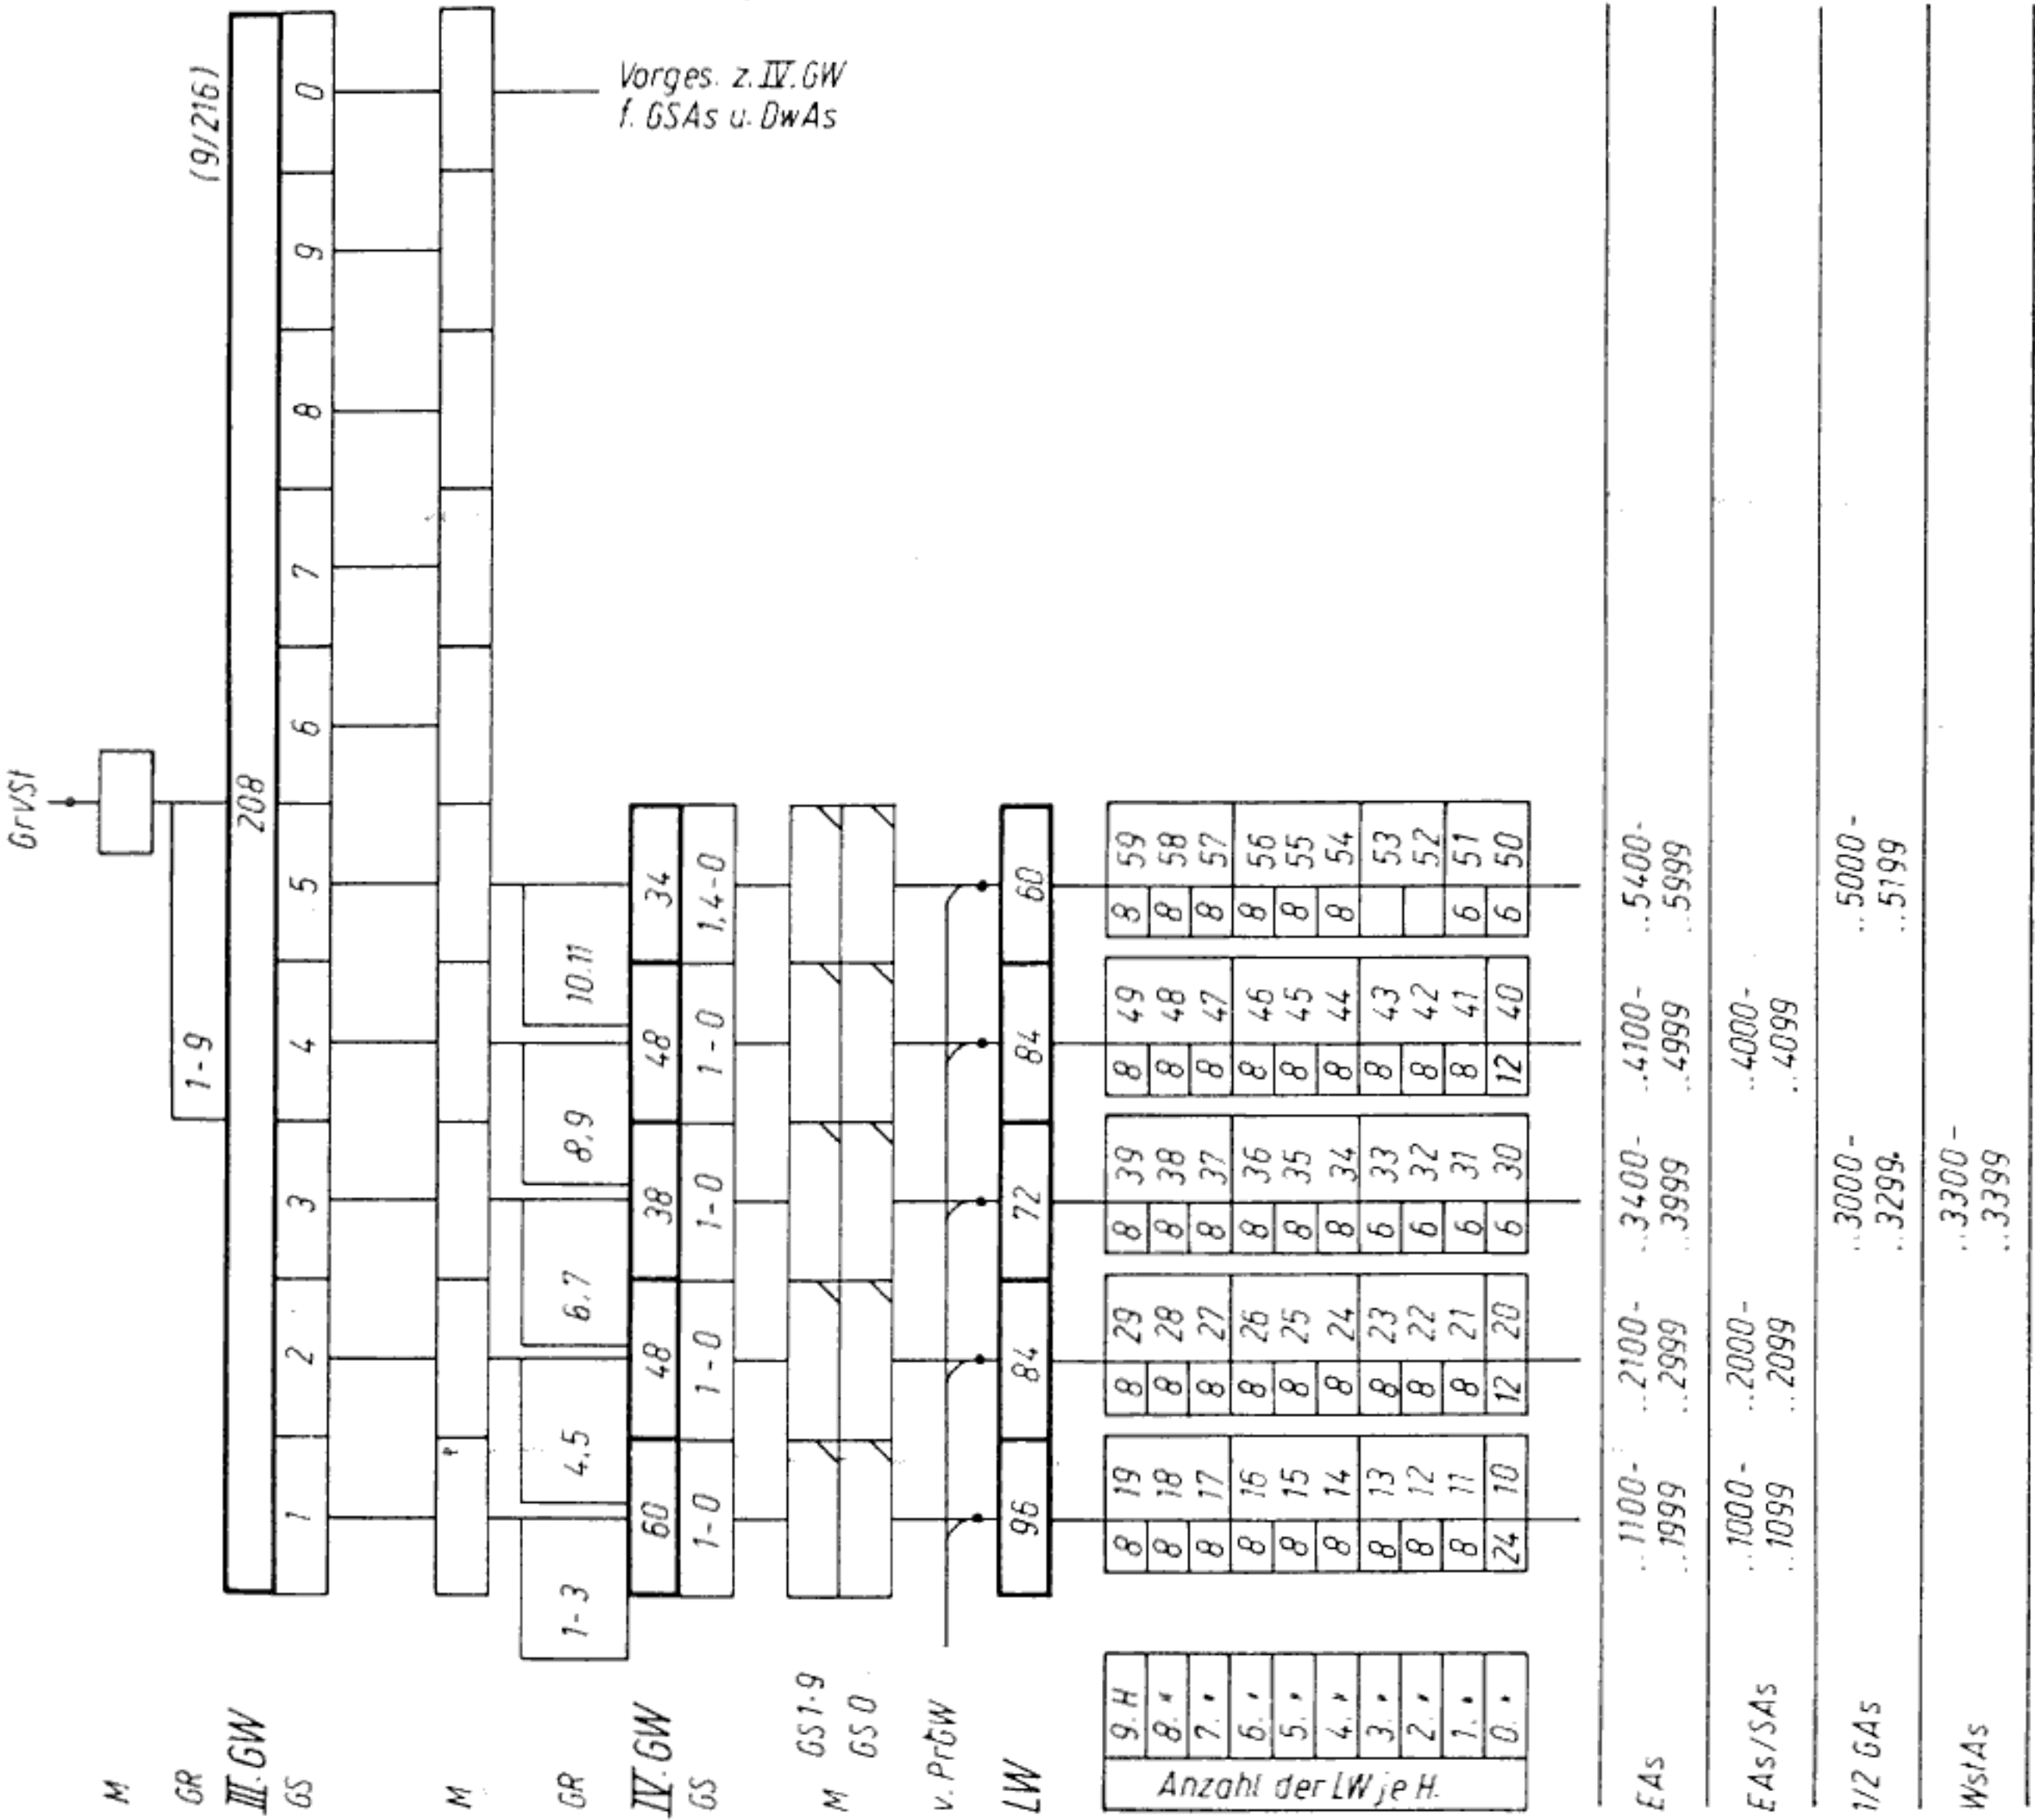 GrVSt
M
GR 1-9
(9/216)
III. GW 208
GS 1 2 3 4 5 6 7 8 9 0
M
Vorges. z. IV. GW
f. GSAs u. DwAs
GR 1-3 4.5 6.7 8.9 10.11
IV. GW 60 48 38 48 34
GS 1-0 1-0 1-0 1-0 1,4-0
M GS 1-9
GS 0
v. PrGW
LW 96 84 72 84 60
Anzahl der LW je H.
9. H 8 19 8 29 8 39 8 49 8 59
8. " 8 18 8 28 8 38 8 48 8 58
7. " 8 17 8 27 8 37 8 47 8 57
6. " 8 16 8 26 8 36 8 46 8 56
5. " 8 15 8 25 8 35 8 45 8 55
4. " 8 14 8 24 8 34 8 44 8 54
3. " 8 13 8 23 6 33 8 43 53
2. " 8 12 8 22 6 32 8 42 52
1. " 8 11 8 21 6 31 8 41 6 51
0. " 24 10 12 20 6 30 12 40 6 50
EAs ..1100- ..2100- ..3400- ..4100- ..5400-
..1999 ..2999 ..3999 ..4999 ..5999
EAs/SAs ..1000- ..2000- ..4000-
..1099 ..2099 ..4099
1/2 GAs ..3000- ..5000-
..3299. ..5199
WstAs ..3300-
..3399